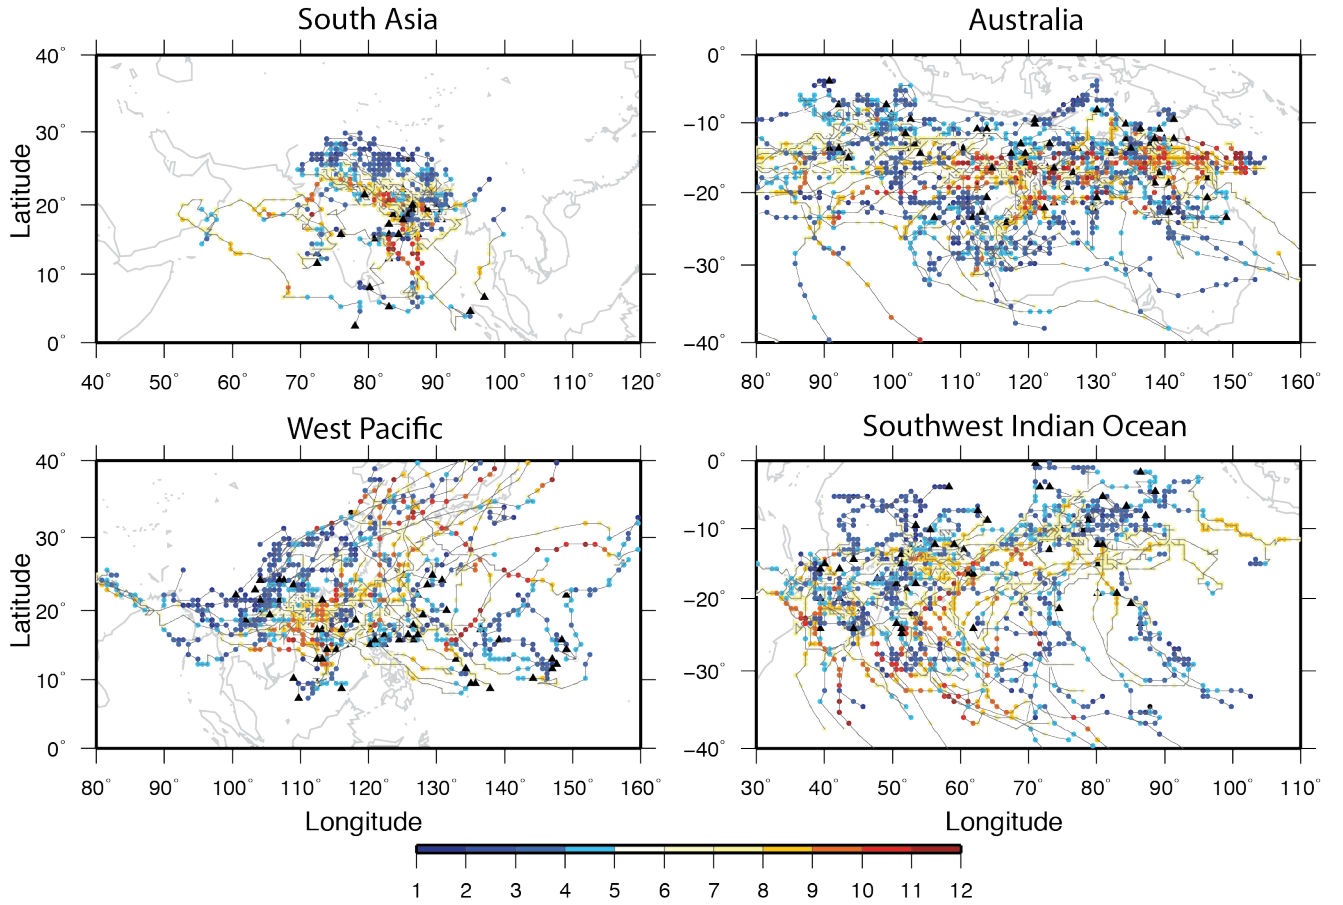 South Asia
Australia
40° 30° 20° 10° 0°
Latitude
40° 50° 60° 70° 80° 90° 100° 110° 120°
0° −10° −20° −30° −40°
80° 90° 100° 110° 120° 130° 140° 150° 160°
West Pacific
Southwest Indian Ocean
40° 30° 20° 10° 0°
Latitude
80° 90° 100° 110° 120° 130° 140° 150° 160°
Longitude
0° −10° −20° −30° −40°
30° 40° 50° 60° 70° 80° 90° 100° 110°
Longitude
1 2 3 4 5 6 7 8 9 10 11 12